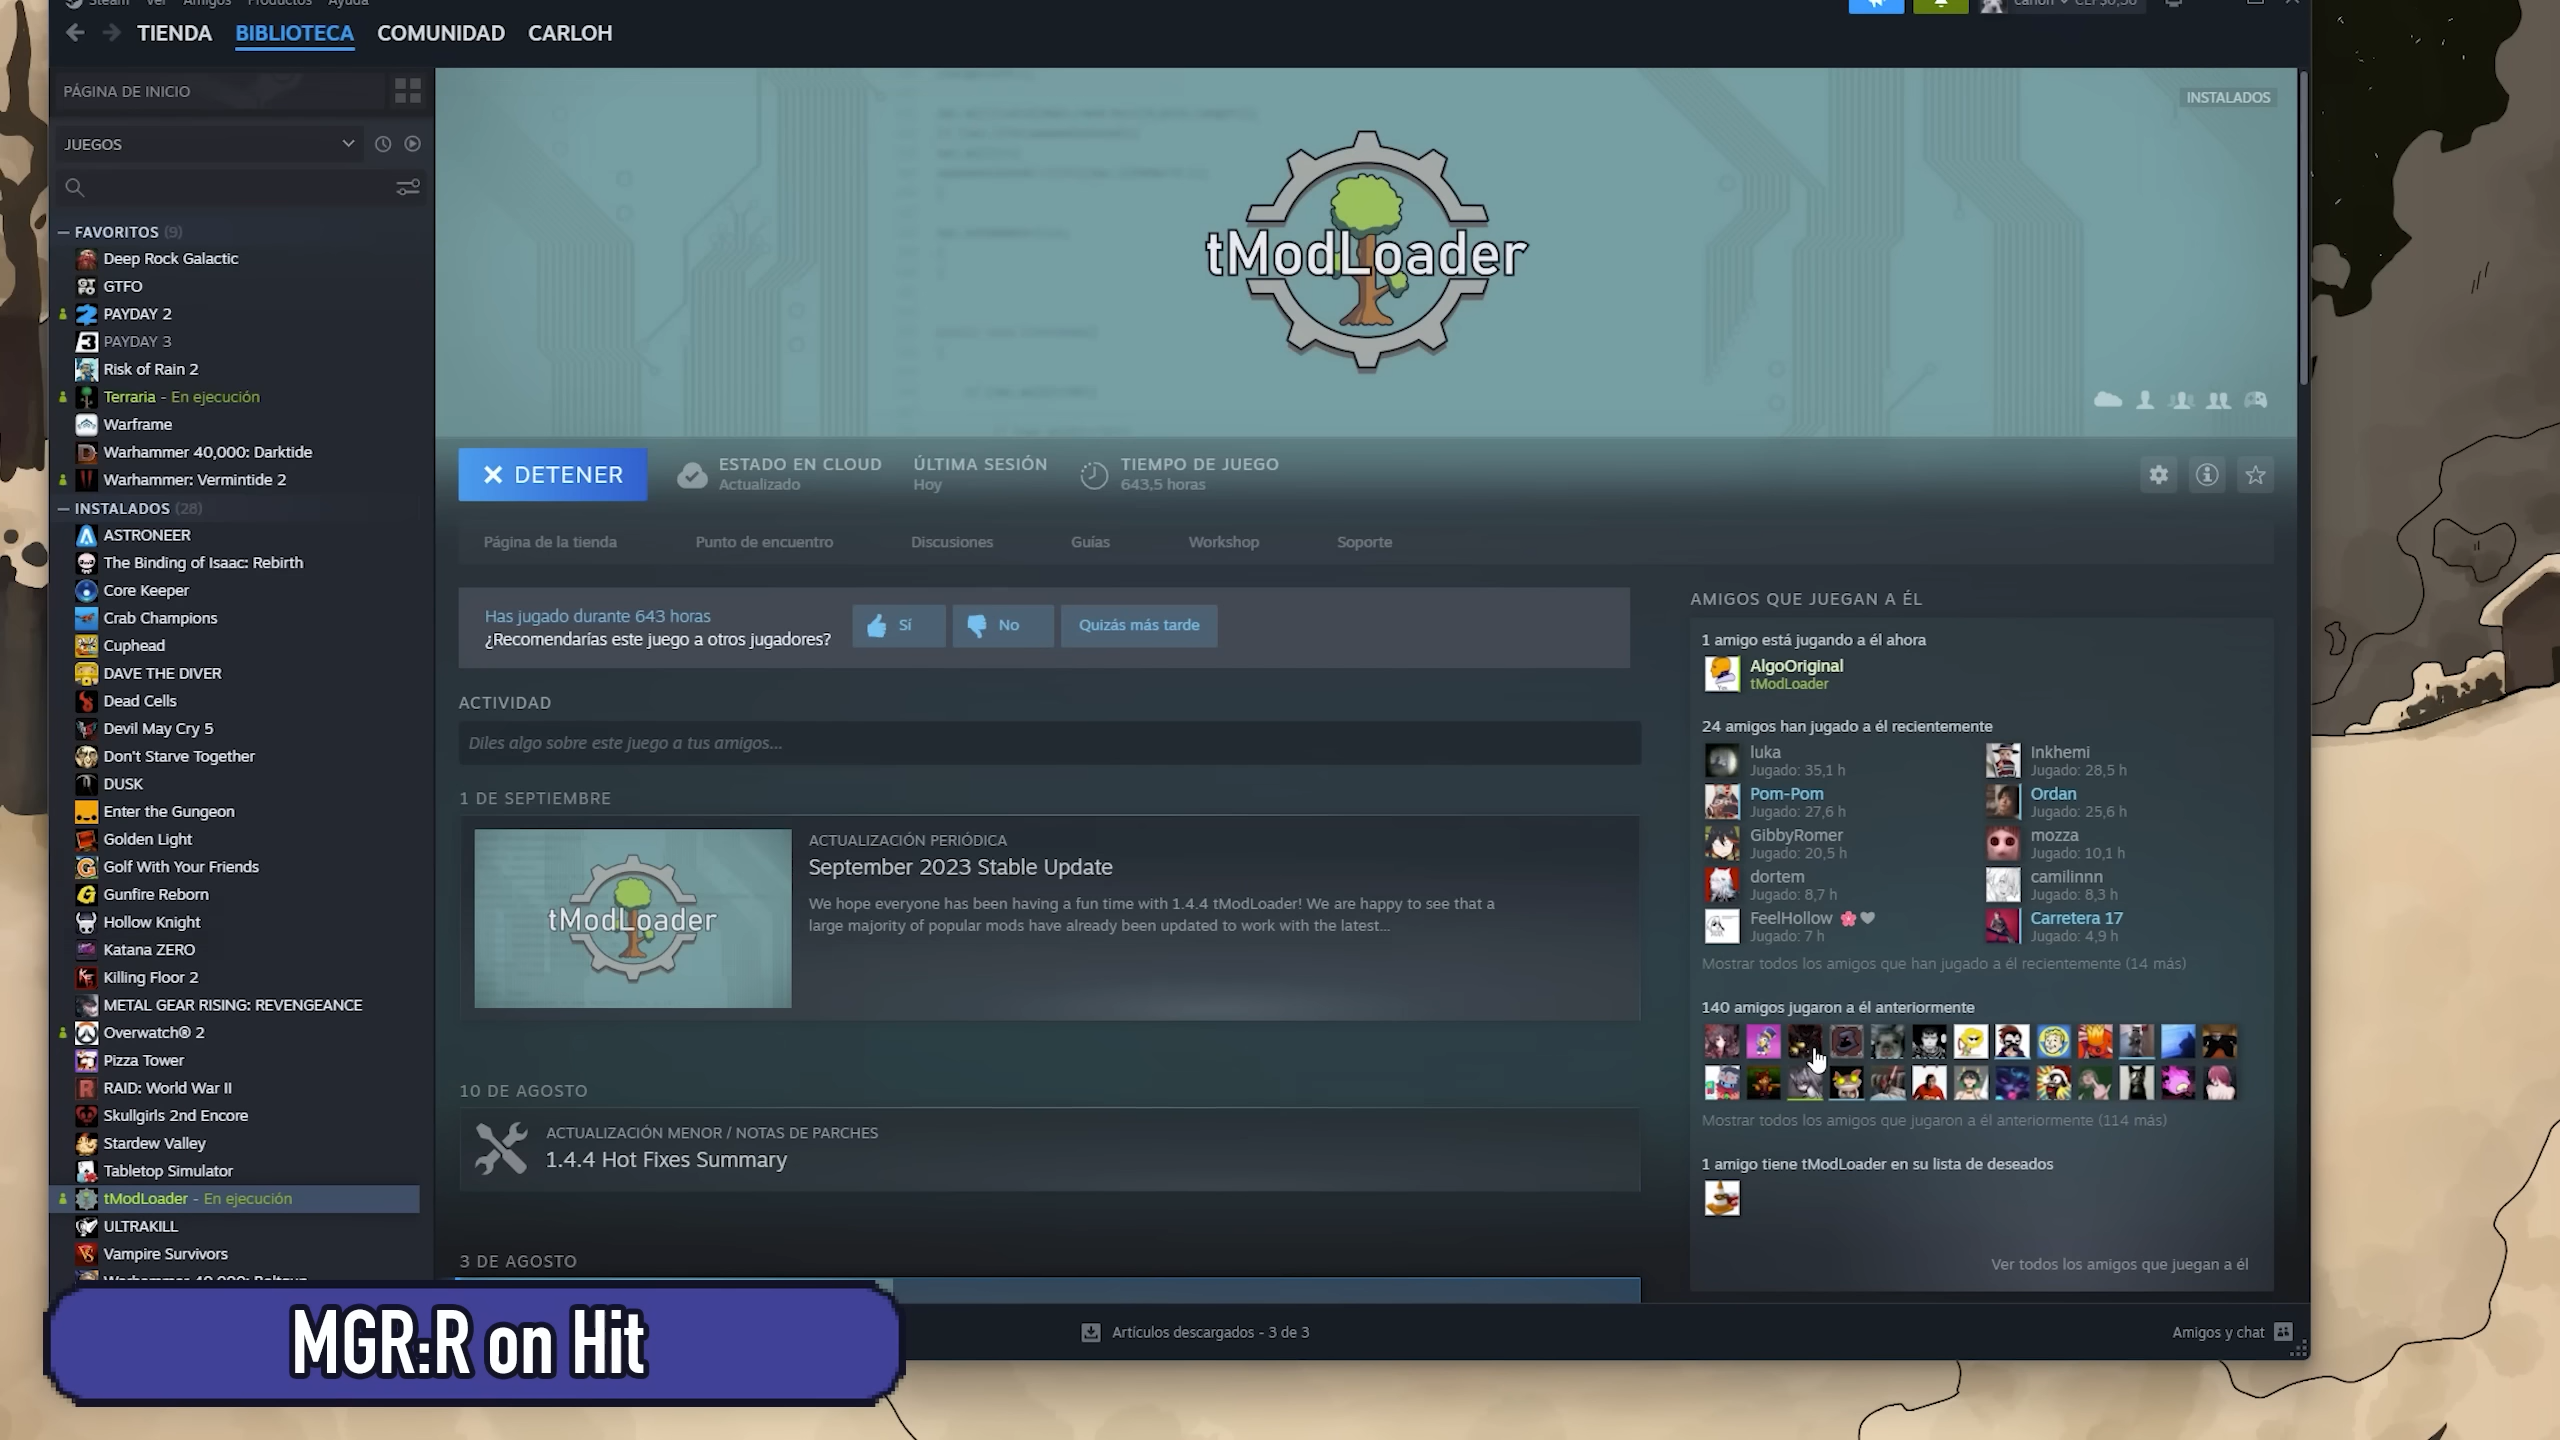 Steam Ver Amigos Productos Ayuda
TIENDA BIBLIOTECA COMUNIDAD CARLOH
PÁGINA DE INICIO
JUEGOS
FAVORITOS (9)
Deep Rock Galactic
GTFO
PAYDAY 2
PAYDAY 3
Risk of Rain 2
Terraria - En ejecución
Warframe
Warhammer 40,000: Darktide
Warhammer: Vermintide 2
INSTALADOS (28)
ASTRONEER
The Binding of Isaac: Rebirth
Core Keeper
Crab Champions
Cuphead
DAVE THE DIVER
Dead Cells
Devil May Cry 5
Don't Starve Together
DUSK
Enter the Gungeon
Golden Light
Golf With Your Friends
Gunfire Reborn
Hollow Knight
Katana ZERO
Killing Floor 2
METAL GEAR RISING: REVENGEANCE
Overwatch® 2
Pizza Tower
RAID: World War II
Skullgirls 2nd Encore
Stardew Valley
Tabletop Simulator
tModLoader - En ejecución
ULTRAKILL
Vampire Survivors
INSTALADOS
tModLoader
DETENER
ESTADO EN CLOUD
Actualizado
ÚLTIMA SESIÓN
Hoy
TIEMPO DE JUEGO
643,5 horas
Página de la tienda Punto de encuentro Discusiones Guías Workshop Soporte
Has jugado durante 643 horas
¿Recomendarías este juego a otros jugadores?
Sí No Quizás más tarde
ACTIVIDAD
Diles algo sobre este juego a tus amigos...
1 DE SEPTIEMBRE
tModLoader
ACTUALIZACIÓN PERIÓDICA
September 2023 Stable Update
We hope everyone has been having a fun time with 1.4.4 tModLoader! We are happy to see that a
large majority of popular mods have already been updated to work with the latest...
10 DE AGOSTO
ACTUALIZACIÓN MENOR / NOTAS DE PARCHES
1.4.4 Hot Fixes Summary
3 DE AGOSTO
AMIGOS QUE JUEGAN A ÉL
1 amigo está jugando a él ahora
AlgoOriginal
tModLoader
24 amigos han jugado a él recientemente
luka
Jugado: 35,1 h
Inkhemi
Jugado: 28,5 h
Pom-Pom
Jugado: 27,6 h
Ordan
Jugado: 25,6 h
GibbyRomer
Jugado: 20,5 h
mozza
Jugado: 10,1 h
dortem
Jugado: 8,7 h
camilinnn
Jugado: 8,3 h
FeelHollow 🌸🤍
Jugado: 7 h
Carretera 17
Jugado: 4,9 h
Mostrar todos los amigos que han jugado a él recientemente (14 más)
140 amigos jugaron a él anteriormente
Mostrar todos los amigos que jugaron a él anteriormente (114 más)
1 amigo tiene tModLoader en su lista de deseados
Ver todos los amigos que juegan a él
MGR:R on Hit
Artículos descargados - 3 de 3
Amigos y chat